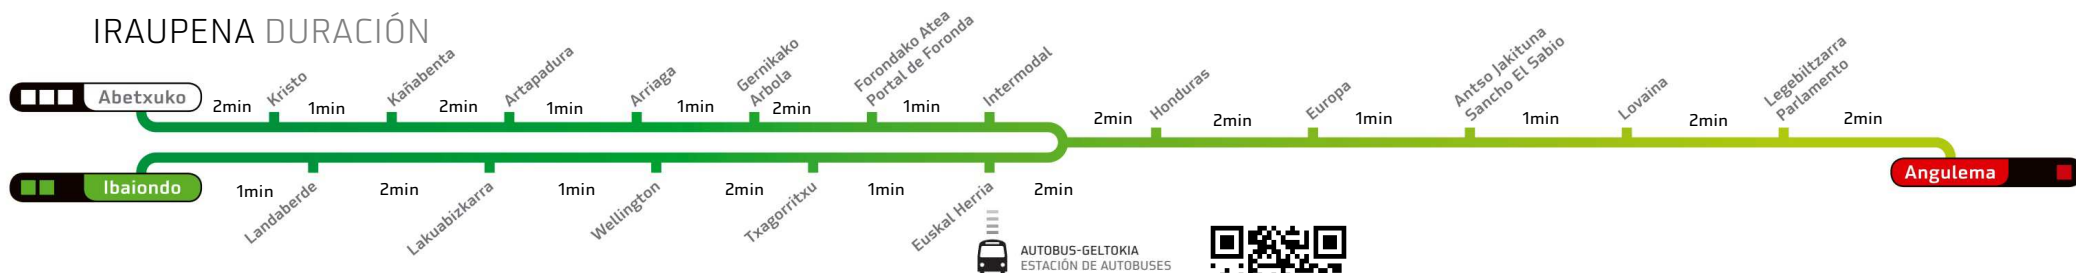 IRAUPENA DURACIÓN
Abetxuko
2min
Kristo
1min
Kañabenta
2min
Artapadura
1min
Arriaga
1min
Gernikako
Arbola
2min
Forondako Atea
Portal de Foronda
1min
Intermodal
2min
Honduras
2min
Europa
1min
Antso Jakituna
Sancho El Sabio
1min
Lovaina
2min
Legebiltzarra
Parlamento
2min
Angulema
Ibaiondo
1min
Landaberde
2min
Lakuabizkarra
1min
Wellington
2min
Txagorritxu
1min
Euskal Herria
2min
AUTOBUS-GELTOKIA
ESTACIÓN DE AUTOBUSES